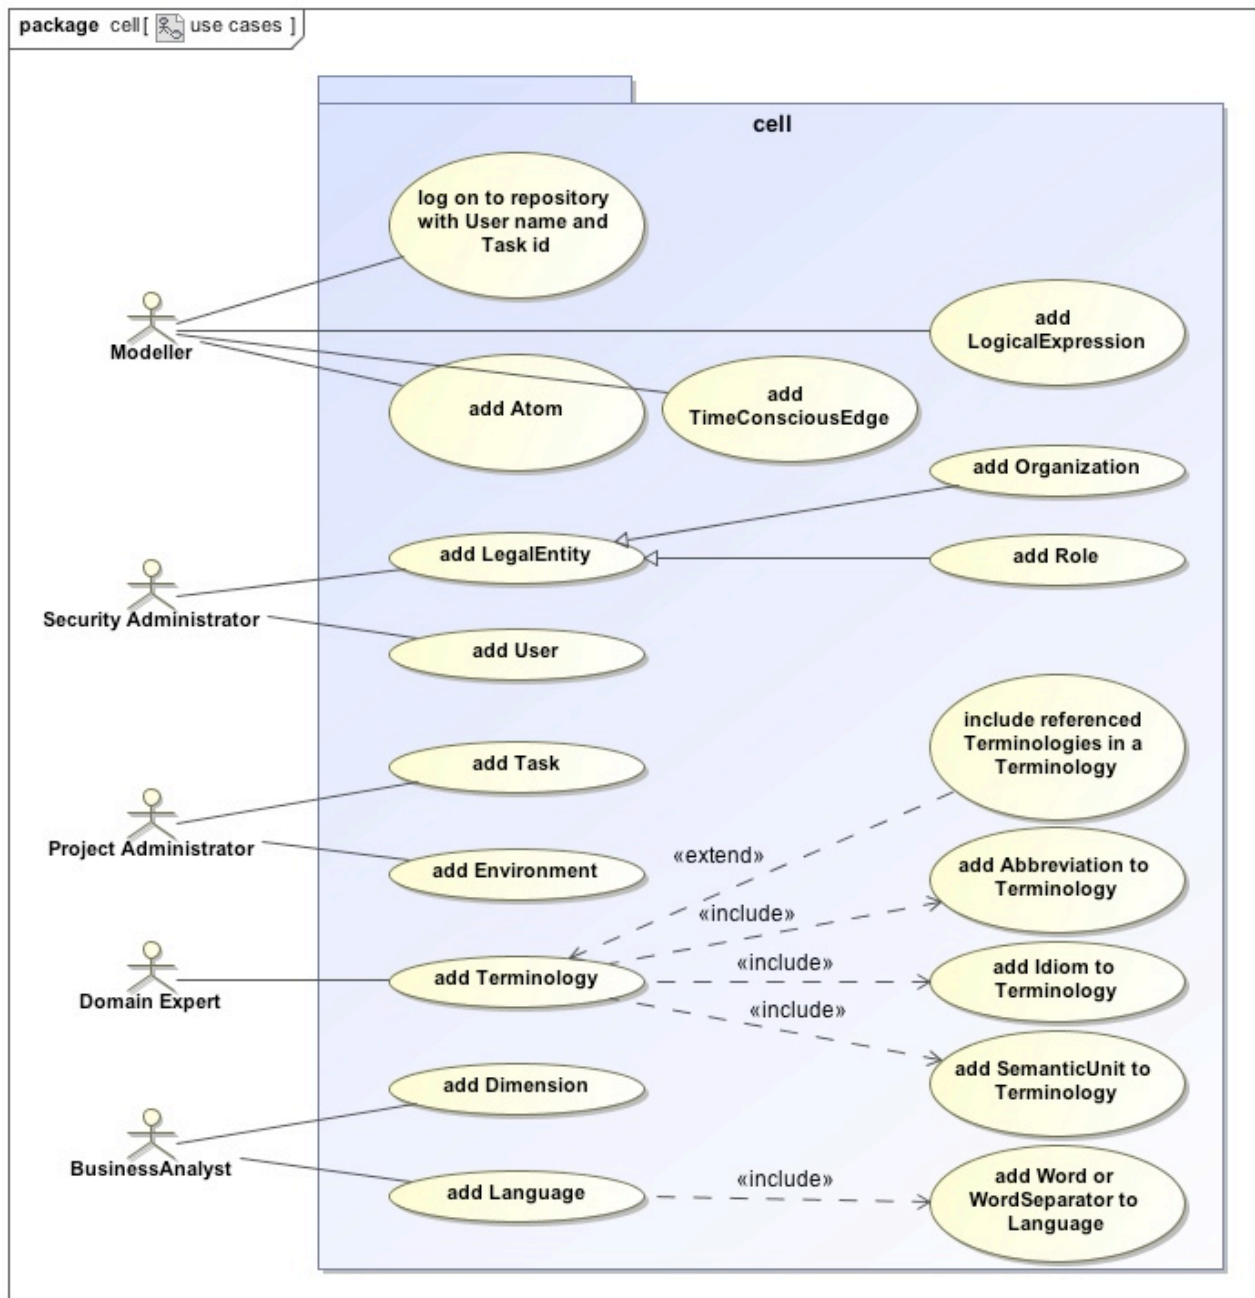 package cell[ use cases ]
cell
log on to repository
with User name and
Task id
Modeller
add
LogicalExpression
add Atom
add
TimeConsciousEdge
add Organization
add LegalEntity
add Role
Security Administrator
add User
include referenced
Terminologies in a
Terminology
add Task
Project Administrator
add Environment
«extend»
add Abbreviation to
Terminology
«include»
Domain Expert
add Terminology
«include»
add Idiom to
Terminology
«include»
add SemanticUnit to
Terminology
add Dimension
BusinessAnalyst
add Language
«include»
add Word or
WordSeparator to
Language